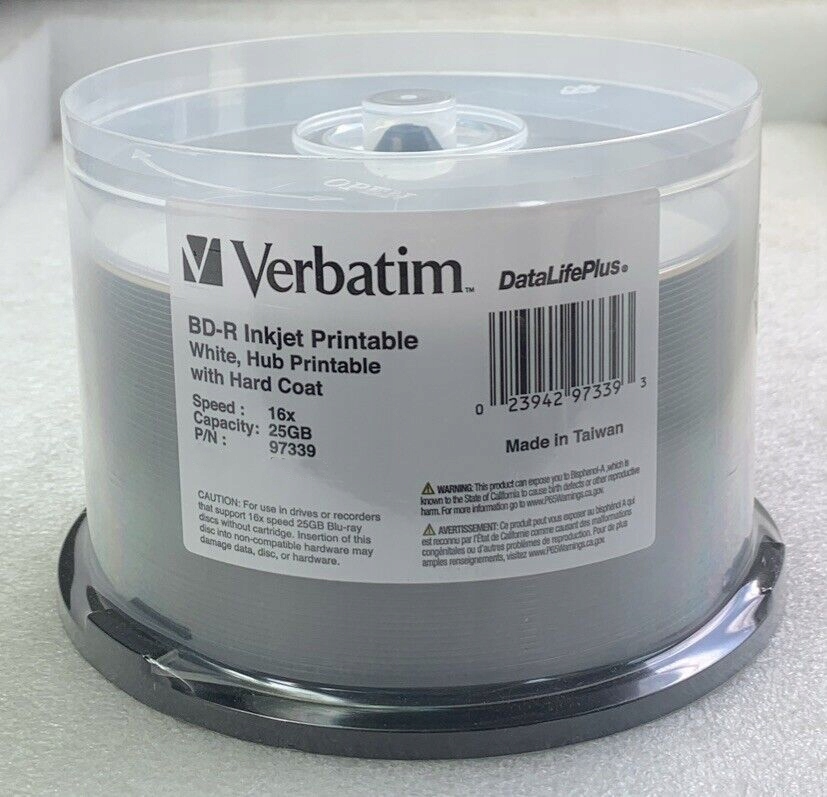 OPEN
Verbatim™
DataLifePlus®
BD-R Inkjet Printable
White, Hub Printable
with Hard Coat
Speed : 16x
Capacity: 25GB
P/N : 97339
0 23942 97339 3
Made in Taiwan
CAUTION: For use in drives or recorders
that support 16x speed 25GB Blu-ray
discs without cartridge. Insertion of this
disc into non-compatible hardware may
damage data, disc, or hardware.
WARNING: This product can expose you to Bisphenol-A ,which is
known to the State of California to cause birth defects or other reproductive
harm. For more information go to www.P65Warnings.ca.gov.
AVERTISSEMENT: Ce produit peut vous exposer au bisphénol A qui
est reconnu par l'État de Californie comme causant des malformations
congénitales ou d'autres problèmes de reproduction. Pour de plus
amples renseignements, visitez www.P65Warnings.ca.gov